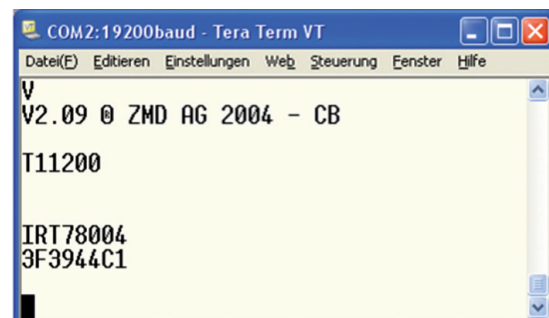 COM2:19200baud - Tera Term VT
Datei(F) Editieren Einstellungen Web Steuerung Fenster Hilfe
V
V2.09 @ ZMD AG 2004 - CB
T11200
IRT78004
3F3944C1